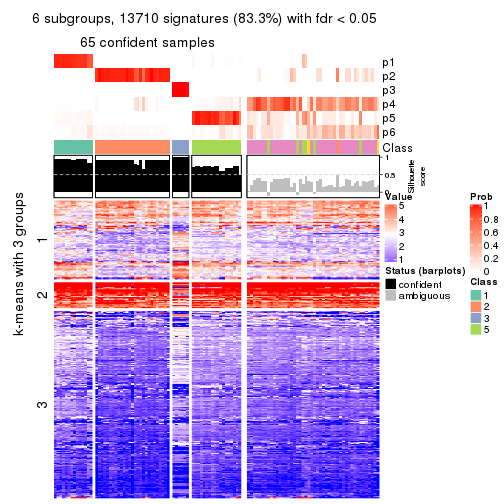 6 subgroups, 13710 signatures (83.3%) with fdr < 0.05
65 confident samples
p1
p2
p3
p4
p5
p6
Class
1
0.5
0
Silhouette
score
k-means with 3 groups
1
2
3
Value
5
4
3
2
1
Prob
1
0.8
0.6
0.4
0.2
0
Status (barplots)
confident
ambiguous
Class
1
2
3
5